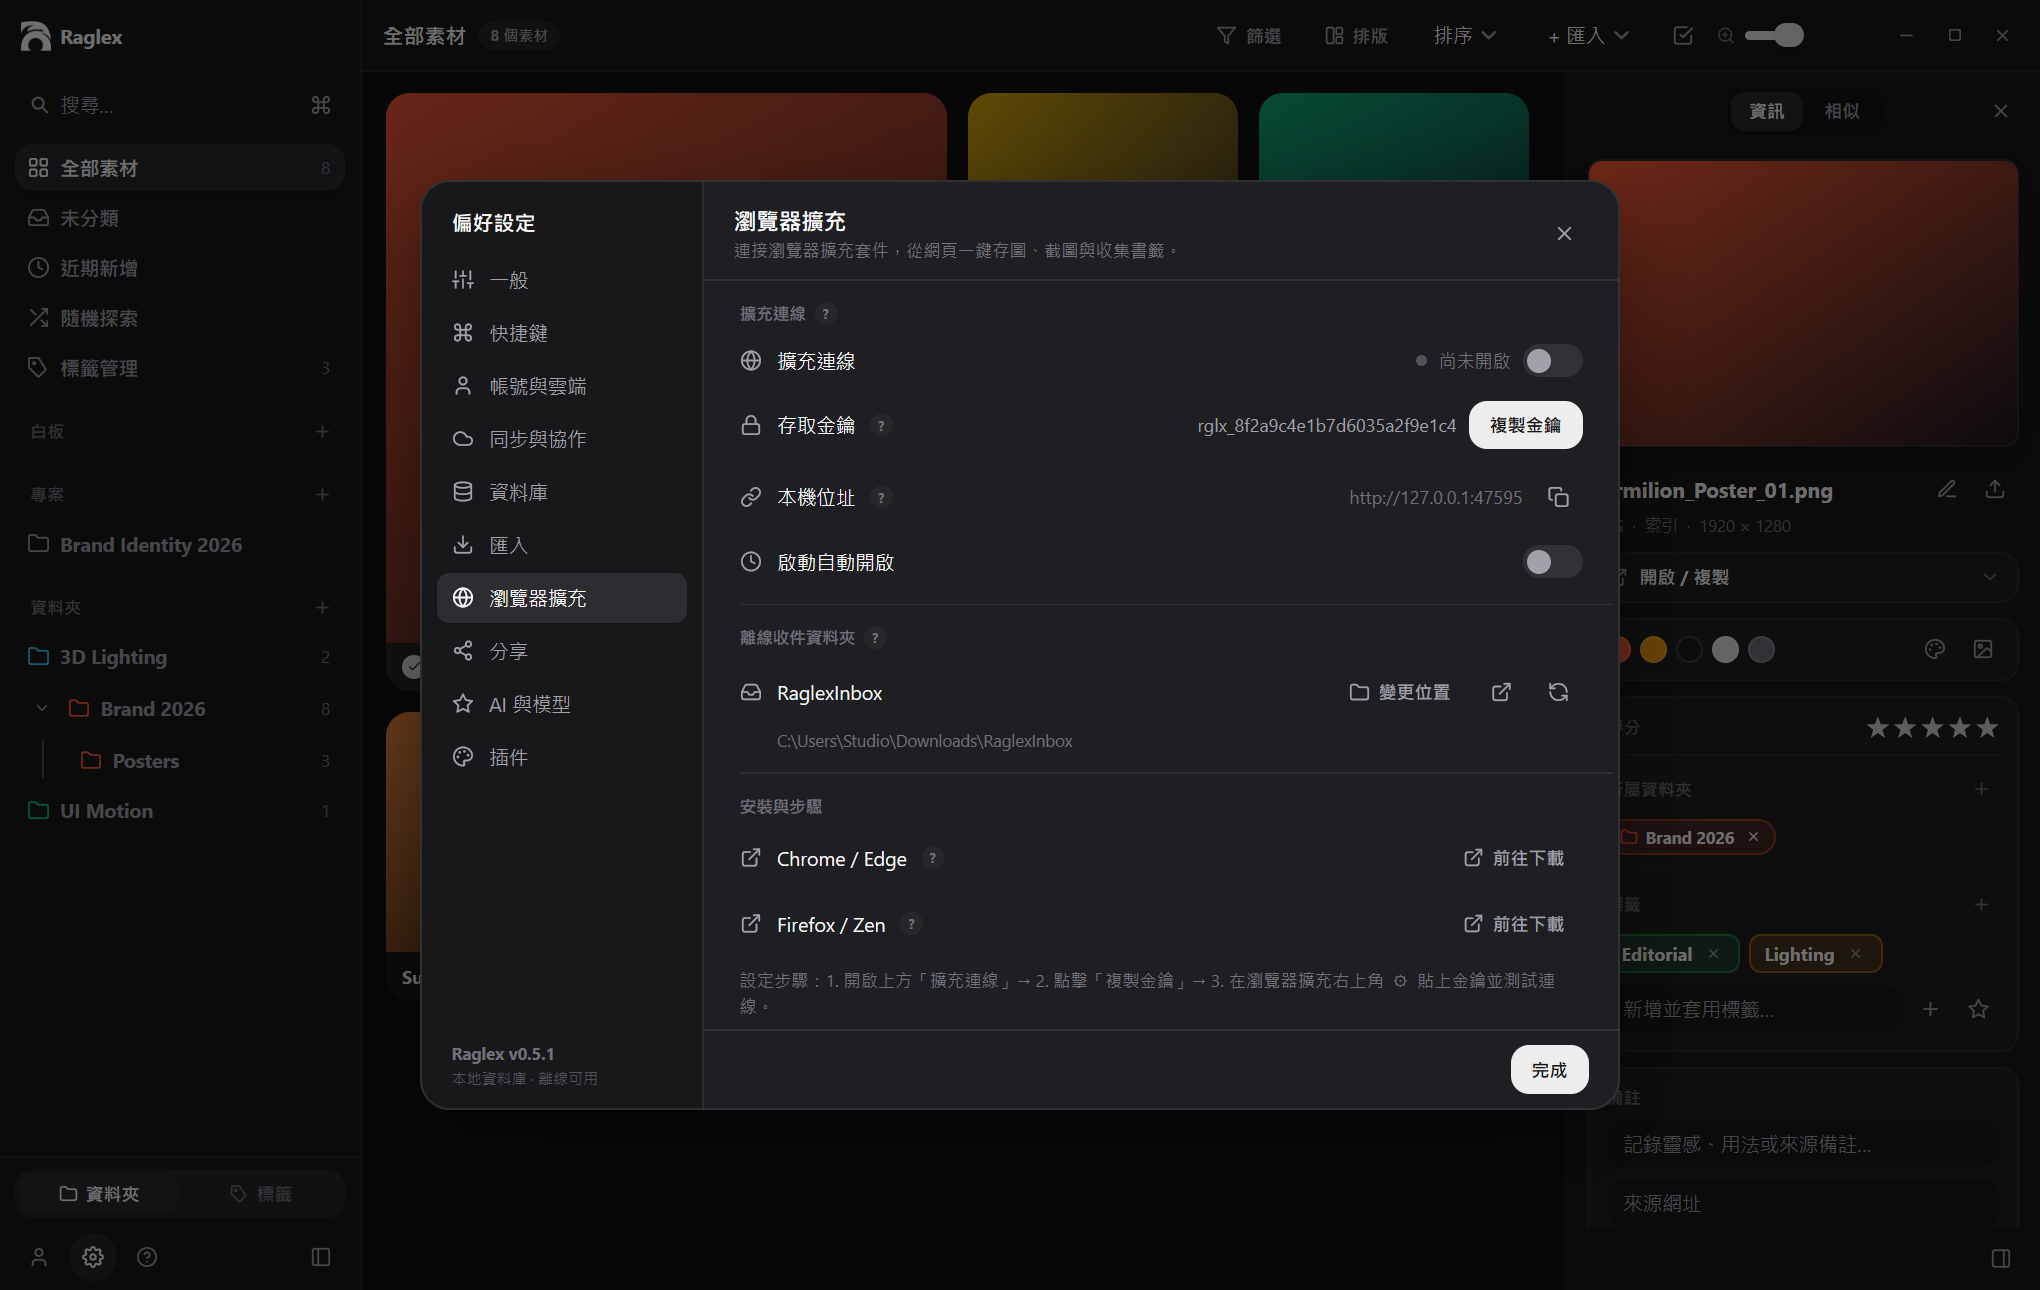 Raglex
搜尋...
全部素材 8
未分類
近期新增
隨機探索
標籤管理 3
白板
專案
Brand Identity 2026
資料夾
3D Lighting 2
Brand 2026 8
Posters 3
UI Motion 1
資料夾 標籤
全部素材 8 個素材
篩選 排版 排序 + 匯入
偏好設定
一般
快捷鍵
帳號與雲端
同步與協作
資料庫
匯入
瀏覽器擴充
分享
AI 與模型
插件
Raglex v0.5.1
本地資料庫 · 離線可用
瀏覽器擴充
連接瀏覽器擴充套件，從網頁一鍵存圖、截圖與收集書籤。
擴充連線 ?
擴充連線 尚未開啟
存取金鑰 ? rglx_8f2a9c4e1b7d6035a2f9e1c4 複製金鑰
本機位址 ? http://127.0.0.1:47595
啟動自動開啟
離線收件資料夾 ?
RaglexInbox 變更位置
C:\Users\Studio\Downloads\RaglexInbox
安裝與步驟
Chrome / Edge ? 前往下載
Firefox / Zen ? 前往下載
設定步驟：1. 開啟上方「擴充連線」→ 2. 點擊「複製金鑰」→ 3. 在瀏覽器擴充右上角 ⚙ 貼上金鑰並測試連
線。
完成
Su
資訊 相似
rmilion_Poster_01.png
· 索引 · 1920 × 1280
開啟 / 複製
分
屬資料夾
Brand 2026 ×
籤
Editorial × Lighting ×
新增並套用標籤...
備註
記錄靈感、用法或來源備註...
來源網址